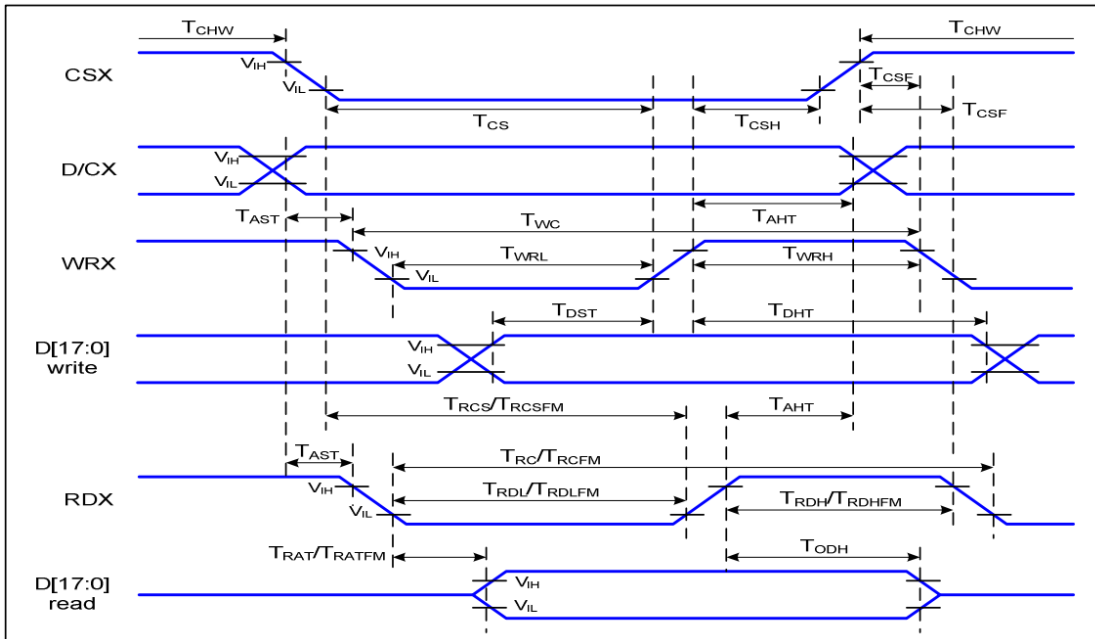 TCHW TCHW
CSX VIH VIL TCSF
TCS TCSH TCSF
D/CX VIH VIL
TAST TWC TAHT
WRX VIH VIL TWRL TWRH
TDST TDHT
D[17:0] write VIH VIL
TRCS/TRCSFM TAHT
TAST TRC/TRCFM
RDX VIH VIL TRDL/TRDLFM TRDH/TRDHFM
TRAT/TRATFM TODH
D[17:0] read VIH VIL